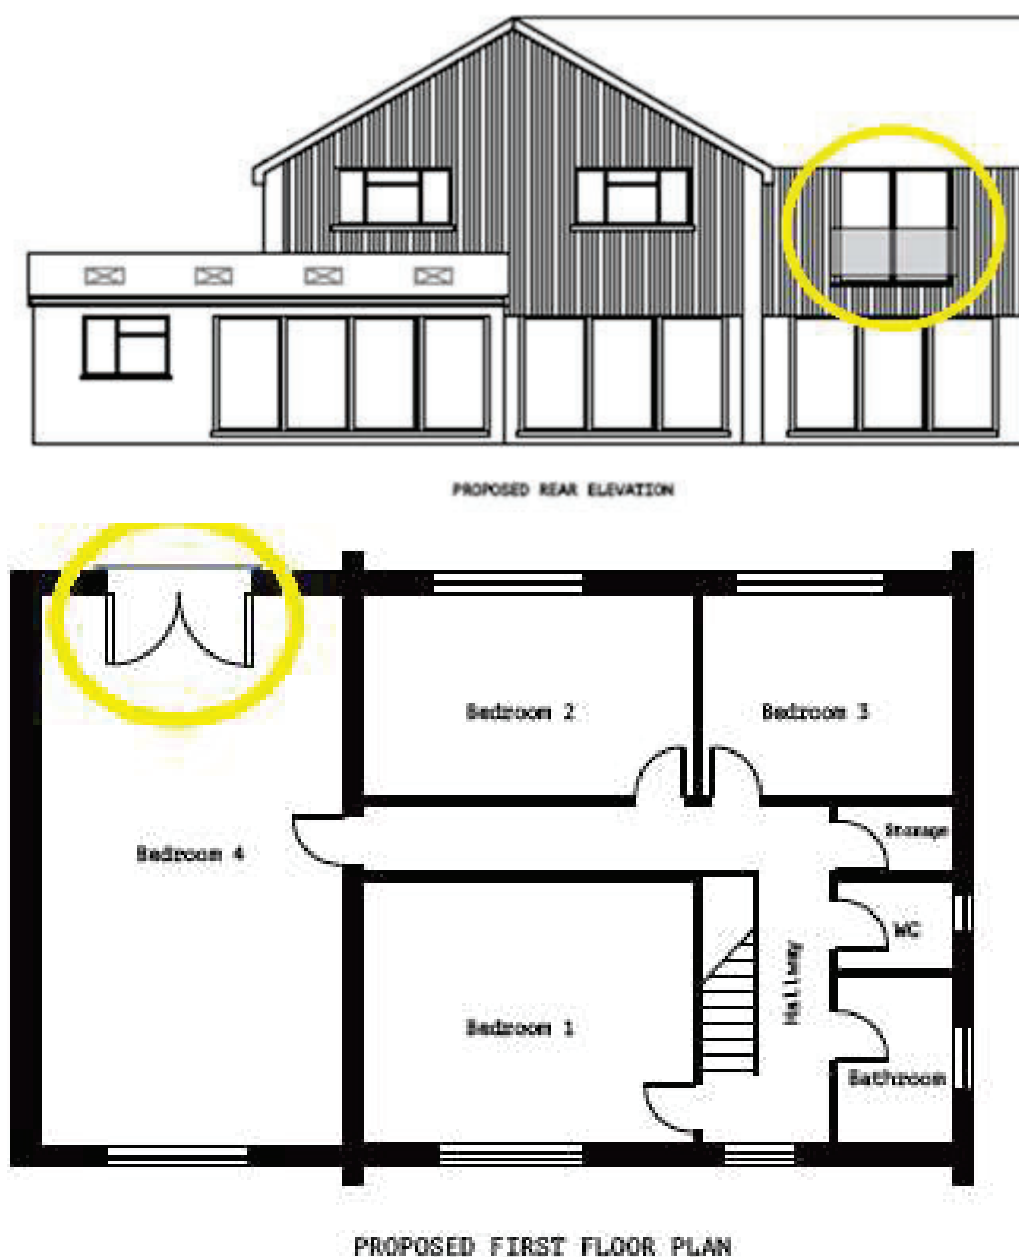 PROPOSED REAR ELEVATION
Bedroom 2
Bedroom 3
Storage
Bedroom 4
WC
Hallway
Bedroom 1
Bathroom
PROPOSED FIRST FLOOR PLAN